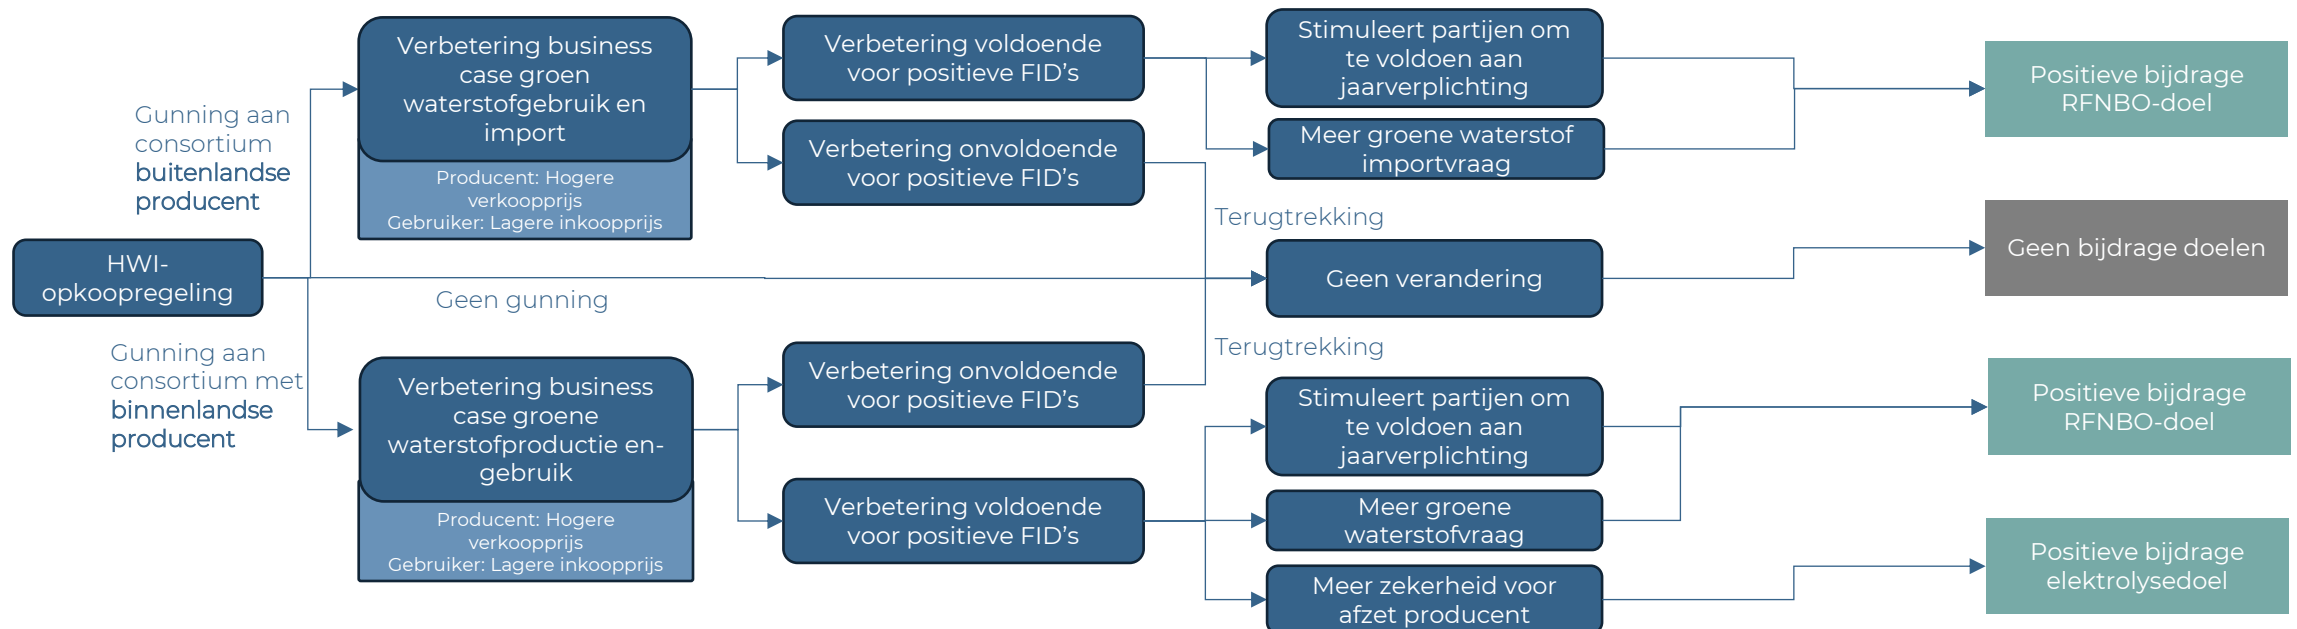 HWI-
opkoopregeling
Gunning aan
consortium
buitenlandse
producent
Geen gunning
Gunning aan
consortium met
binnenlandse
producent
Verbetering business
case groen
waterstofgebruik en
import
Producent: Hogere
verkoopprijs
Gebruiker: Lagere inkoopprijs
Verbetering business
case groene
waterstofproductie en-
gebruik
Producent: Hogere
verkoopprijs
Gebruiker: Lagere inkoopprijs
Verbetering voldoende
voor positieve FID’s
Verbetering onvoldoende
voor positieve FID’s
Verbetering onvoldoende
voor positieve FID’s
Verbetering voldoende
voor positieve FID’s
Stimuleert partijen om
te voldoen aan
jaarverplichting
Meer groene waterstof
importvraag
Terugtrekking
Geen verandering
Terugtrekking
Stimuleert partijen om
te voldoen aan
jaarverplichting
Meer groene
waterstofvraag
Meer zekerheid voor
afzet producent
Positieve bijdrage
RFNBO-doel
Geen bijdrage doelen
Positieve bijdrage
RFNBO-doel
Positieve bijdrage
elektrolysedoel